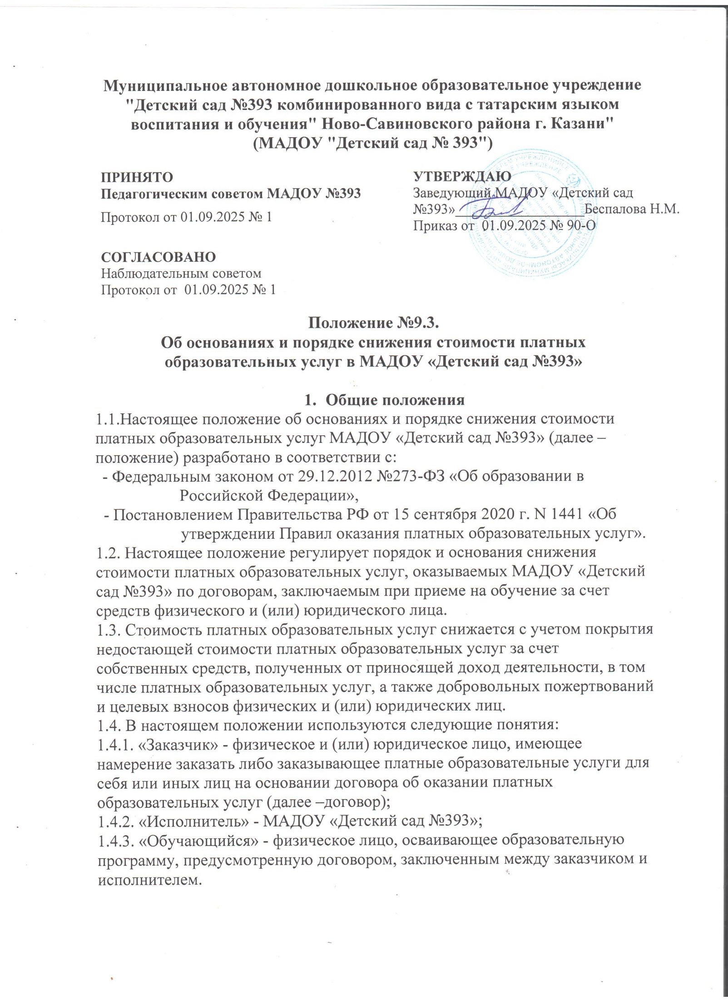 Муниципальное автономное дошкольное образовательное учреждение
"Детский сад №393 комбинированного вида с татарским языком
воспитания и обучения" Ново-Савиновского района г. Казани"
(МАДОУ "Детский сад № 393")
ПРИНЯТО
Педагогическим советом МАДОУ №393
Протокол от 01.09.2025 № 1
УТВЕРЖДАЮ
Заведующий МАДОУ «Детский сад
№393»__________________Беспалова Н.М.
Приказ от 01.09.2025 № 90-О
СОГЛАСОВАНО
Наблюдательным советом
Протокол от 01.09.2025 № 1
Положение №9.3.
Об основаниях и порядке снижения стоимости платных
образовательных услуг в МАДОУ «Детский сад №393»
1. Общие положения
1.1.Настоящее положение об основаниях и порядке снижения стоимости
платных образовательных услуг МАДОУ «Детский сад №393» (далее –
положение) разработано в соответствии с:
- Федеральным законом от 29.12.2012 №273-ФЗ «Об образовании в
Российской Федерации»,
- Постановлением Правительства РФ от 15 сентября 2020 г. N 1441 «Об
утверждении Правил оказания платных образовательных услуг».
1.2. Настоящее положение регулирует порядок и основания снижения
стоимости платных образовательных услуг, оказываемых МАДОУ «Детский
сад №393» по договорам, заключаемым при приеме на обучение за счет
средств физического и (или) юридического лица.
1.3. Стоимость платных образовательных услуг снижается с учетом покрытия
недостающей стоимости платных образовательных услуг за счет
собственных средств, полученных от приносящей доход деятельности, в том
числе платных образовательных услуг, а также добровольных пожертвований
и целевых взносов физических и (или) юридических лиц.
1.4. В настоящем положении используются следующие понятия:
1.4.1. «Заказчик» - физическое и (или) юридическое лицо, имеющее
намерение заказать либо заказывающее платные образовательные услуги для
себя или иных лиц на основании договора об оказании платных
образовательных услуг (далее –договор);
1.4.2. «Исполнитель» - МАДОУ «Детский сад №393»;
1.4.3. «Обучающийся» - физическое лицо, осваивающее образовательную
программу, предусмотренную договором, заключенным между заказчиком и
исполнителем.